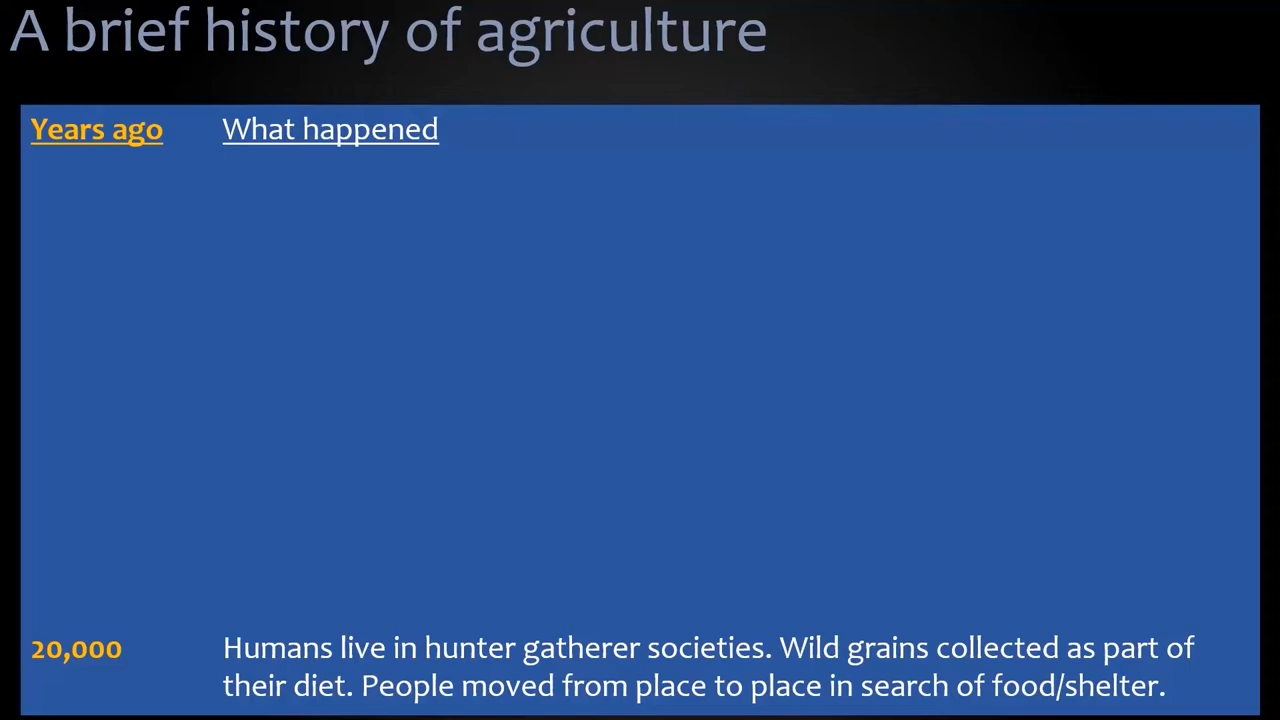 A brief history of agriculture
Years ago What happened
20,000 Humans live in hunter gatherer societies. Wild grains collected as part of
their diet. People moved from place to place in search of food/shelter.